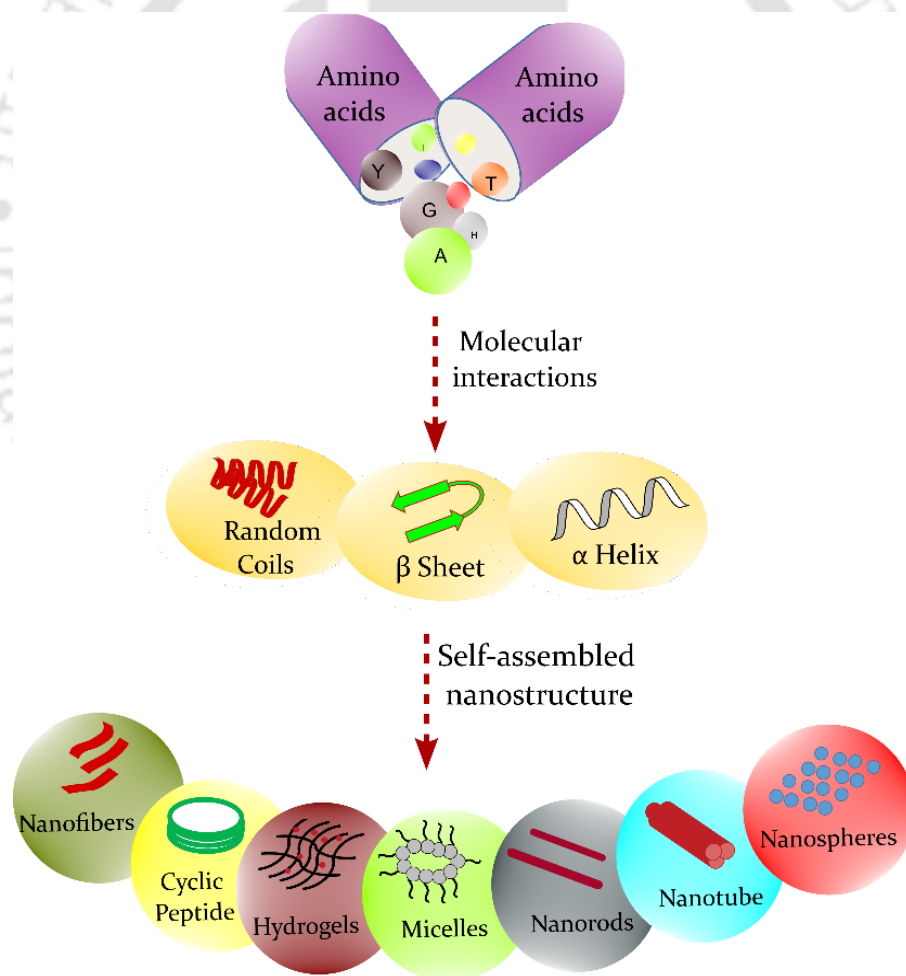 Amino
acids
Amino
acids
I
Y
T
G
H
A
Molecular
interactions
Random
Coils
β Sheet
α Helix
Self-assembled
nanostructure
Nanofibers
Cyclic
Peptide
Hydrogels
Micelles
Nanorods
Nanotube
Nanospheres